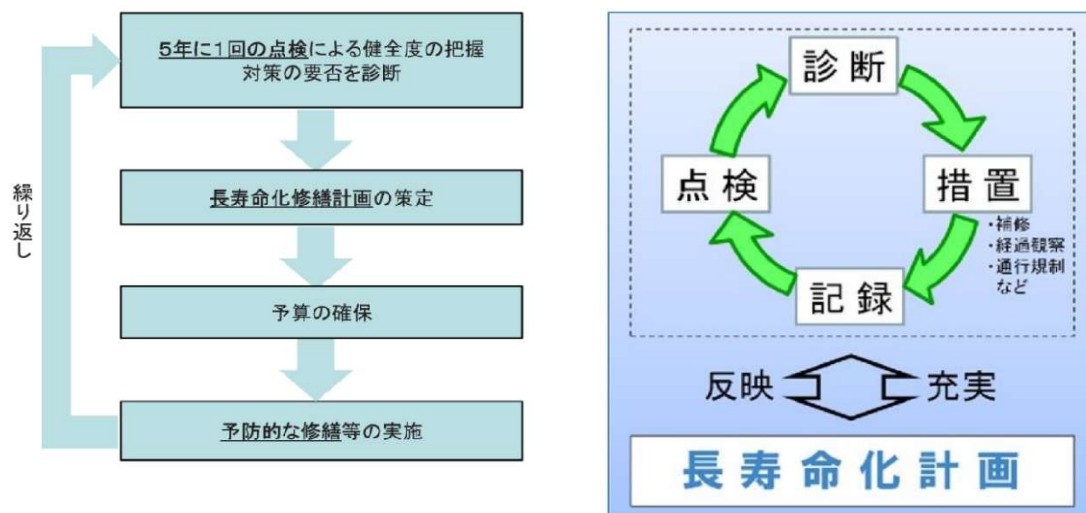 5年に1回の点検による健全度の把握
対策の要否を診断
長寿命化修繕計画の策定
予算の確保
予防的な修繕等の実施
繰り返し
診断
措置
・補修
・経過観察
・通行規制
など
記録
点検
反映
充実
長寿命化計画